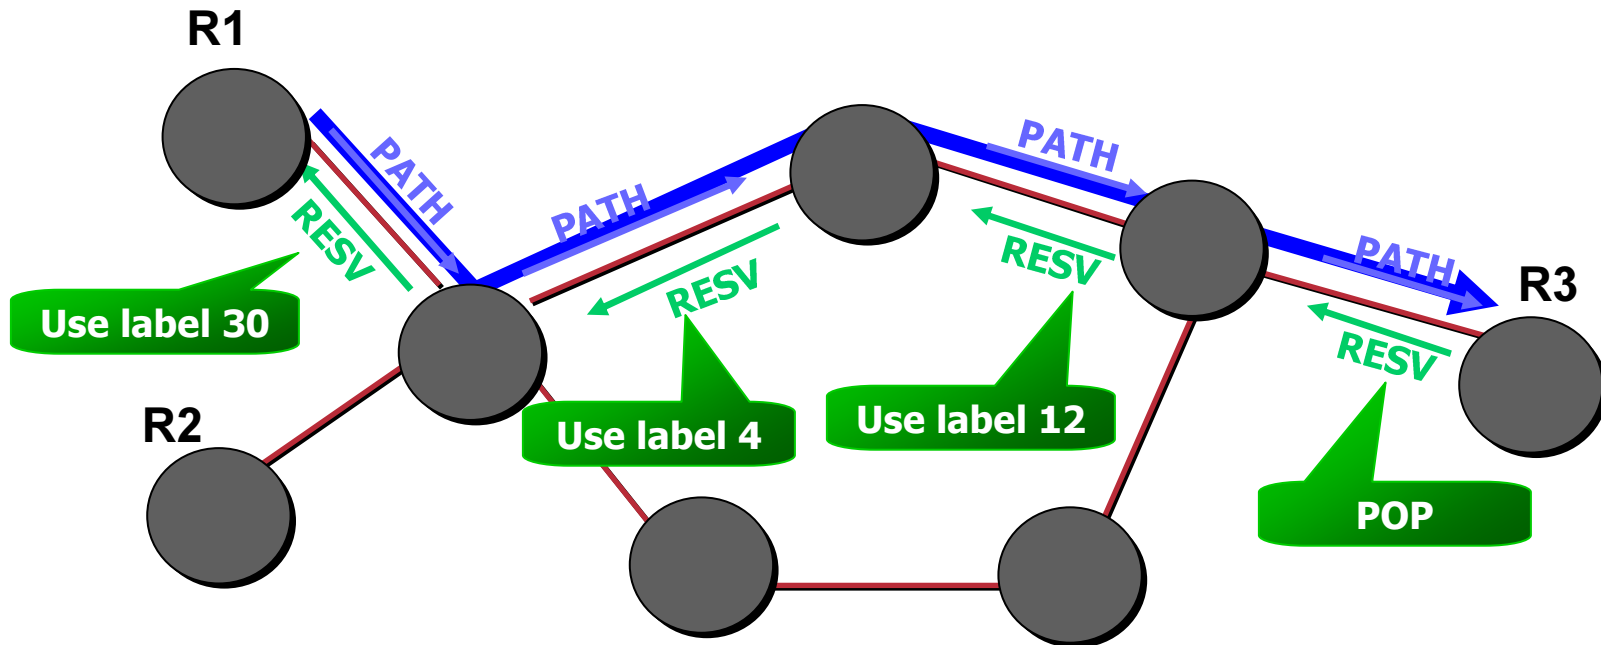 R1
PATH
RESV
PATH
RESV
PATH
RESV
PATH
RESV
R3
Use label 30
R2
Use label 4
Use label 12
POP